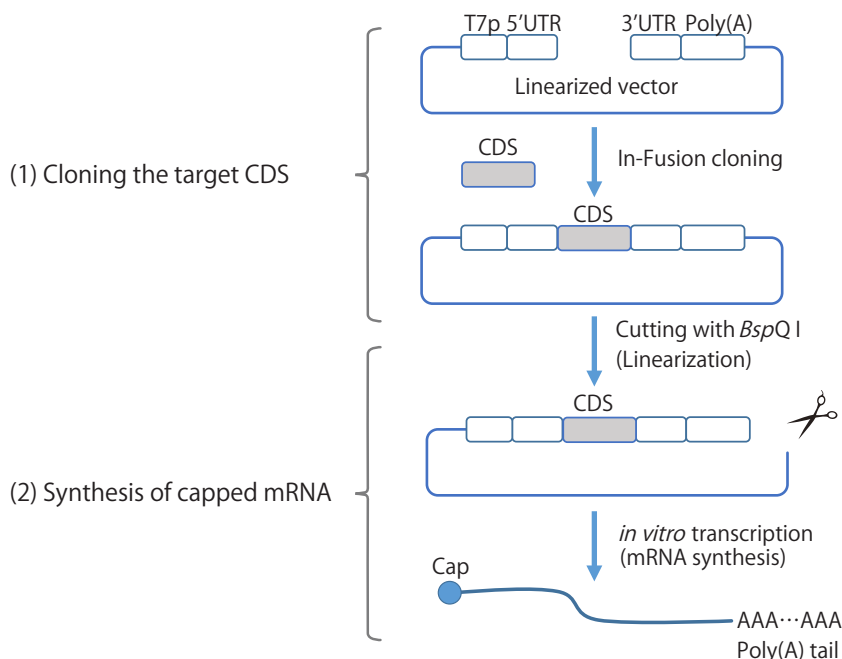 T7p 5'UTR
3'UTR Poly(A)
Linearized vector
(1) Cloning the target CDS
CDS
In-Fusion cloning
CDS
Cutting with BspQ I
(Linearization)
CDS
(2) Synthesis of capped mRNA
in vitro transcription
(mRNA synthesis)
Cap
AAA⋯AAA
Poly(A) tail